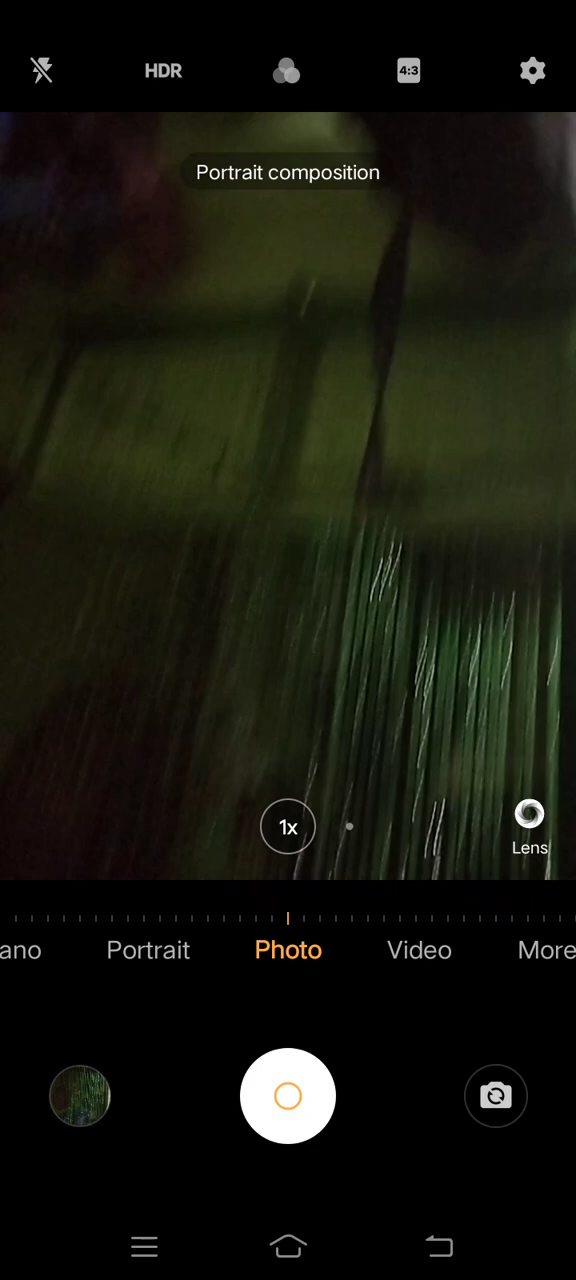 HDR
4:3
Portrait composition
1x
Lens
ano Portrait Photo Video More